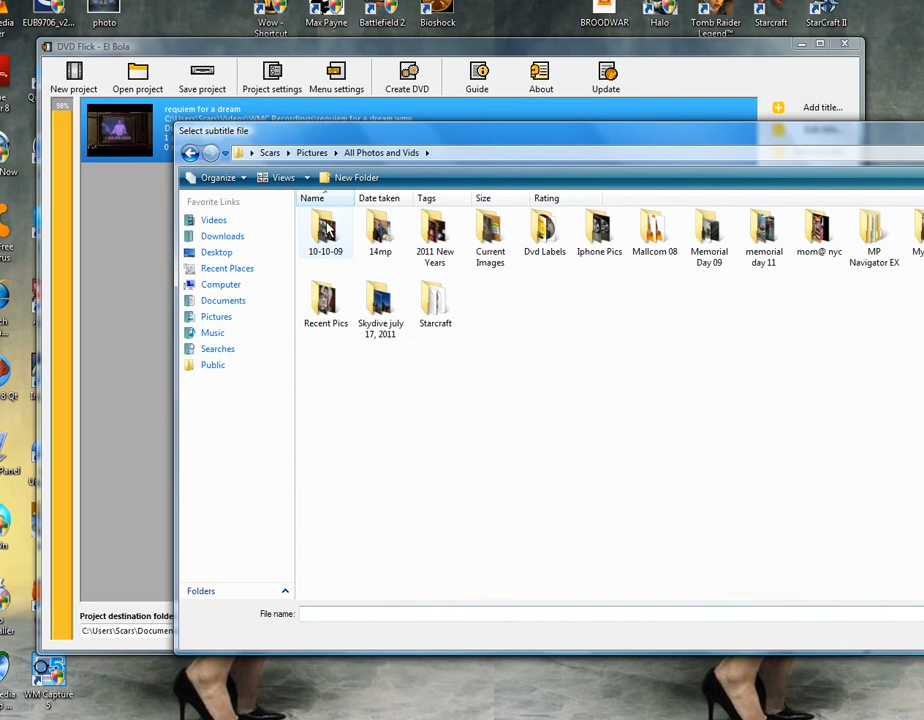 EUB9706_v2...
photo
Wow -
Shortcut
Max Payne
Battlefield 2
Bioshock
BROODWAR
Halo
Tomb Raider
Legend™
Starcraft
StarCraft II
DVD Flick - El Bola
New project
Open project
Save project
Project settings
Menu settings
Create DVD
Guide
About
Update
98%
requiem for a dream
C:\Users\Scars\Videos\WMC Recordings\requiem for a dream.wmv
Add title...
Edit title...
Select subtitle file
Scars
Pictures
All Photos and Vids
Organize
Views
New Folder
Favorite Links
Name
Date taken
Tags
Size
Rating
Videos
Downloads
Desktop
Recent Places
Computer
Documents
Pictures
Music
Searches
Public
10-10-09
14mp
2011 New
Years
Current
Images
Dvd Labels
Iphone Pics
Mallcom 08
Memorial
Day 09
memorial
day 11
mom@ nyc
MP
Navigator EX
Recent Pics
Skydive july
17, 2011
Starcraft
Folders
File name:
Project destination folde
C:\Users\Scars\Documen
WM Capture
5